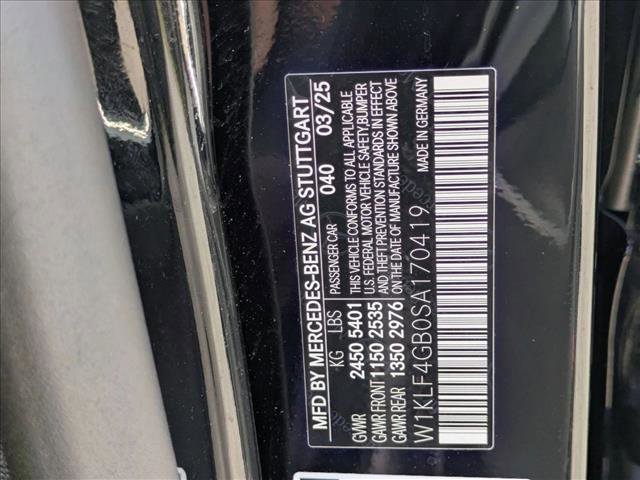 MFD BY MERCEDES-BENZ AG STUTTGART
PASSENGER CAR 040 03/25
KG LBS
GVWR 2450 5401
GAWR FRONT 1150 2535
GAWR REAR 1350 2976
THIS VEHICLE CONFORMS TO ALL APPLICABLE
U.S. FEDERAL MOTOR VEHICLE SAFETY, BUMPER
AND THEFT PREVENTION STANDARDS IN EFFECT
ON THE DATE OF MANUFACTURE SHOWN ABOVE
W1KLF4GB0SA170419 MADE IN GERMANY